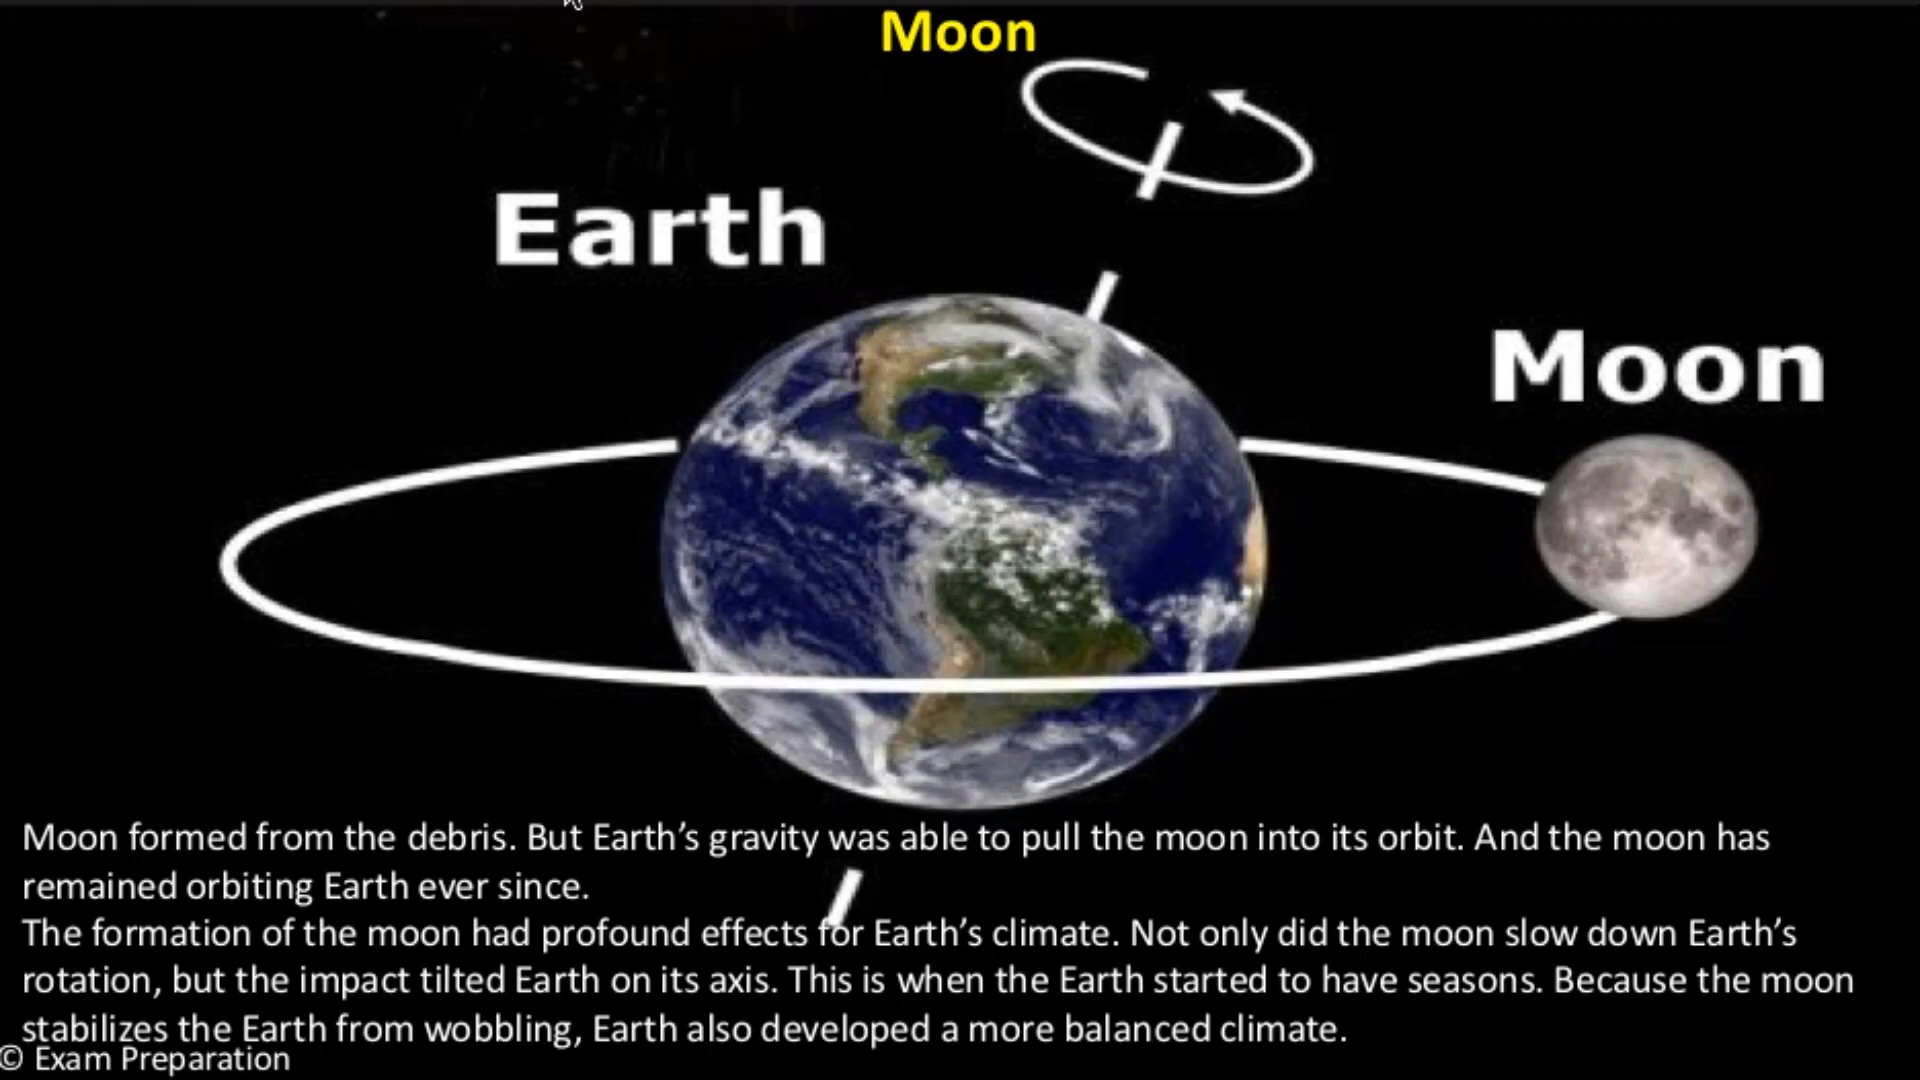 Moon
Earth
Moon
Moon formed from the debris. But Earth’s gravity was able to pull the moon into its orbit. And the moon has
remained orbiting Earth ever since.
The formation of the moon had profound effects for Earth’s climate. Not only did the moon slow down Earth’s
rotation, but the impact tilted Earth on its axis. This is when the Earth started to have seasons. Because the moon
stabilizes the Earth from wobbling, Earth also developed a more balanced climate.
© Exam Preparation